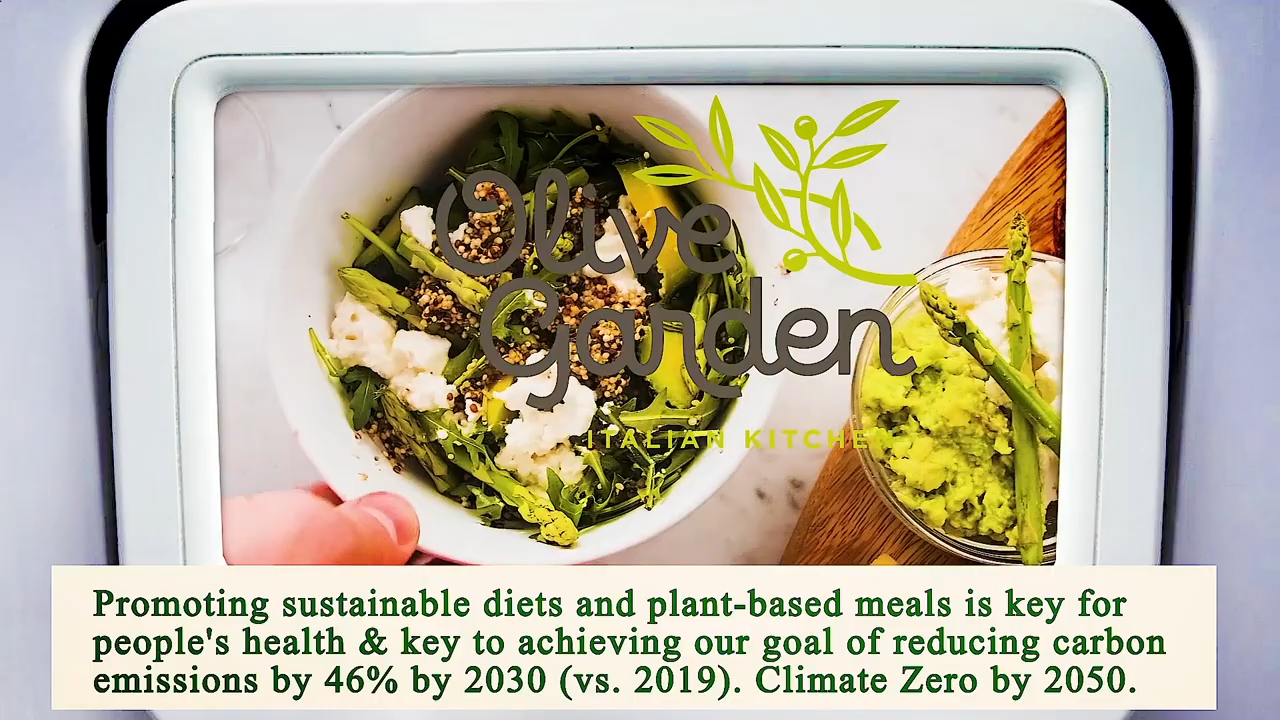 Olive
Garden
ITALIAN KITCHEN
Promoting sustainable diets and plant-based meals is key for
people's health & key to achieving our goal of reducing carbon
emissions by 46% by 2030 (vs. 2019). Climate Zero by 2050.